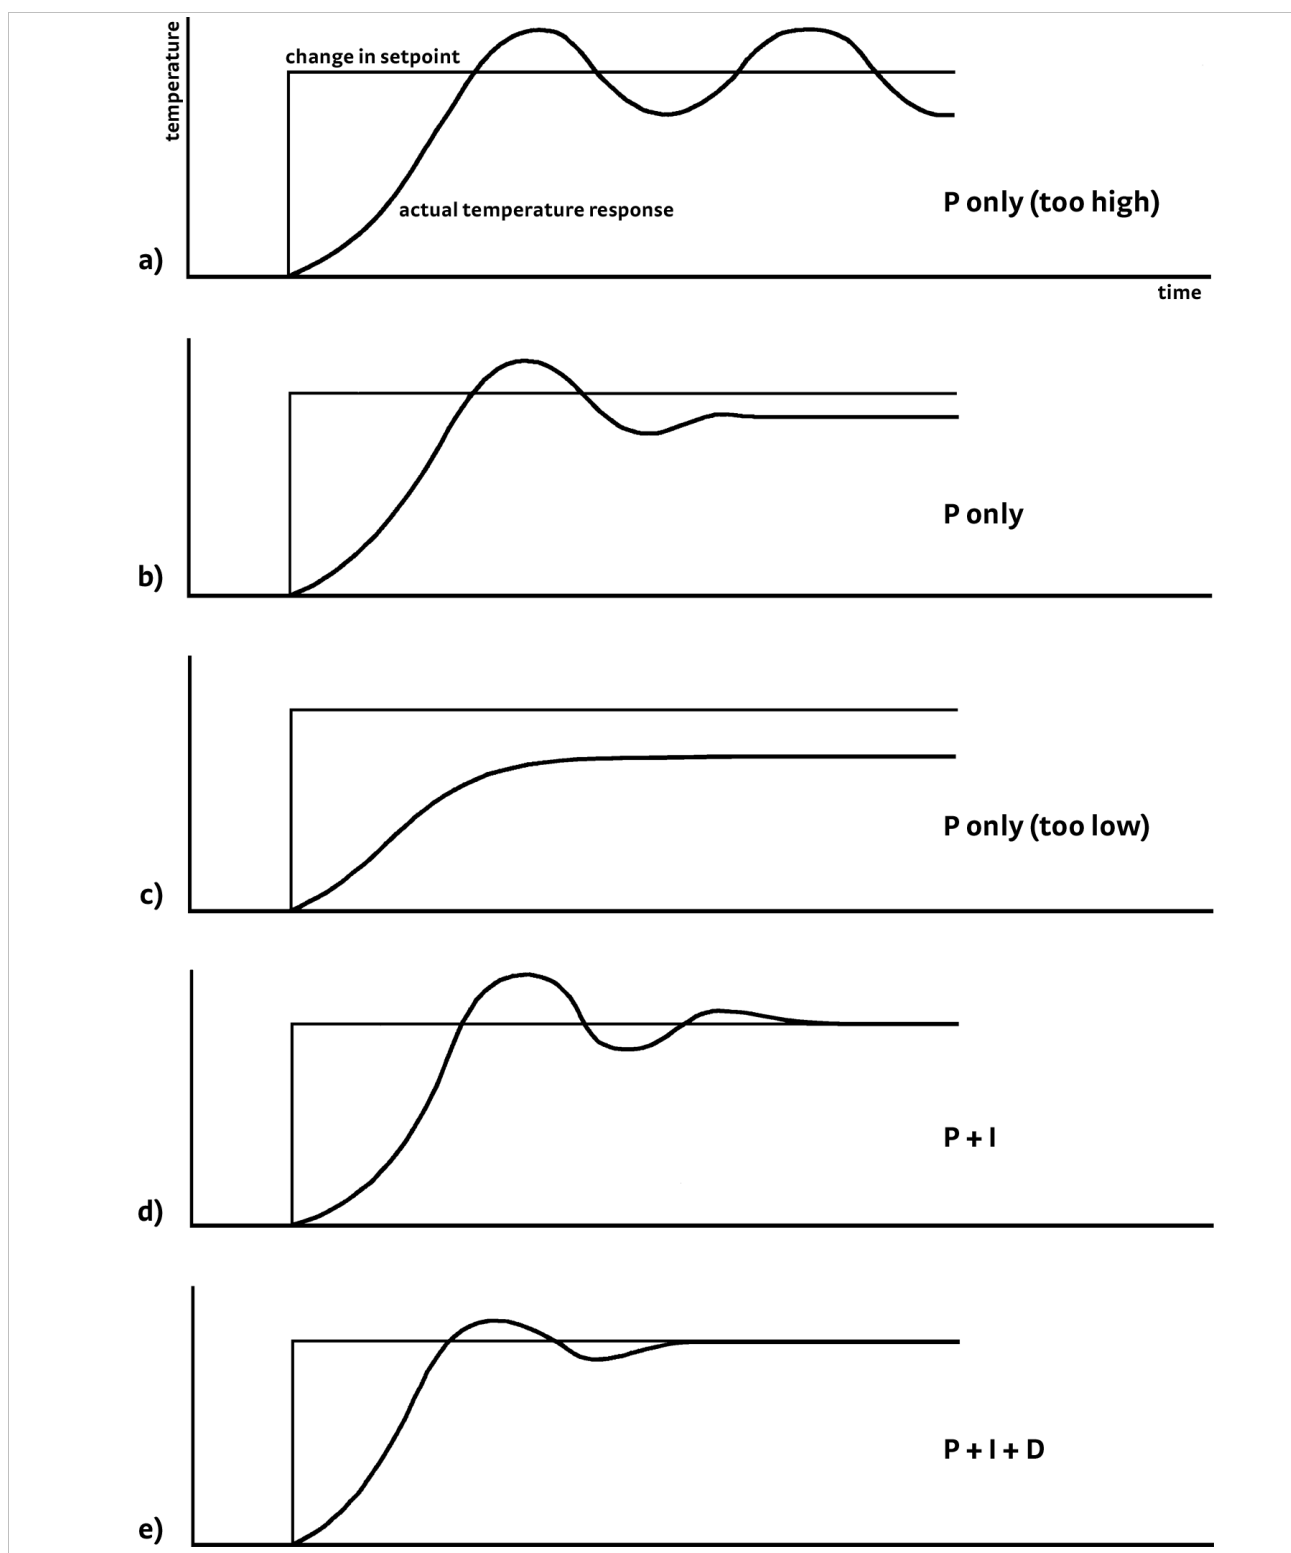 temperature
change in setpoint
actual temperature response
P only (too high)
a)
time
P only
b)
P only (too low)
c)
P + I
d)
P + I + D
e)